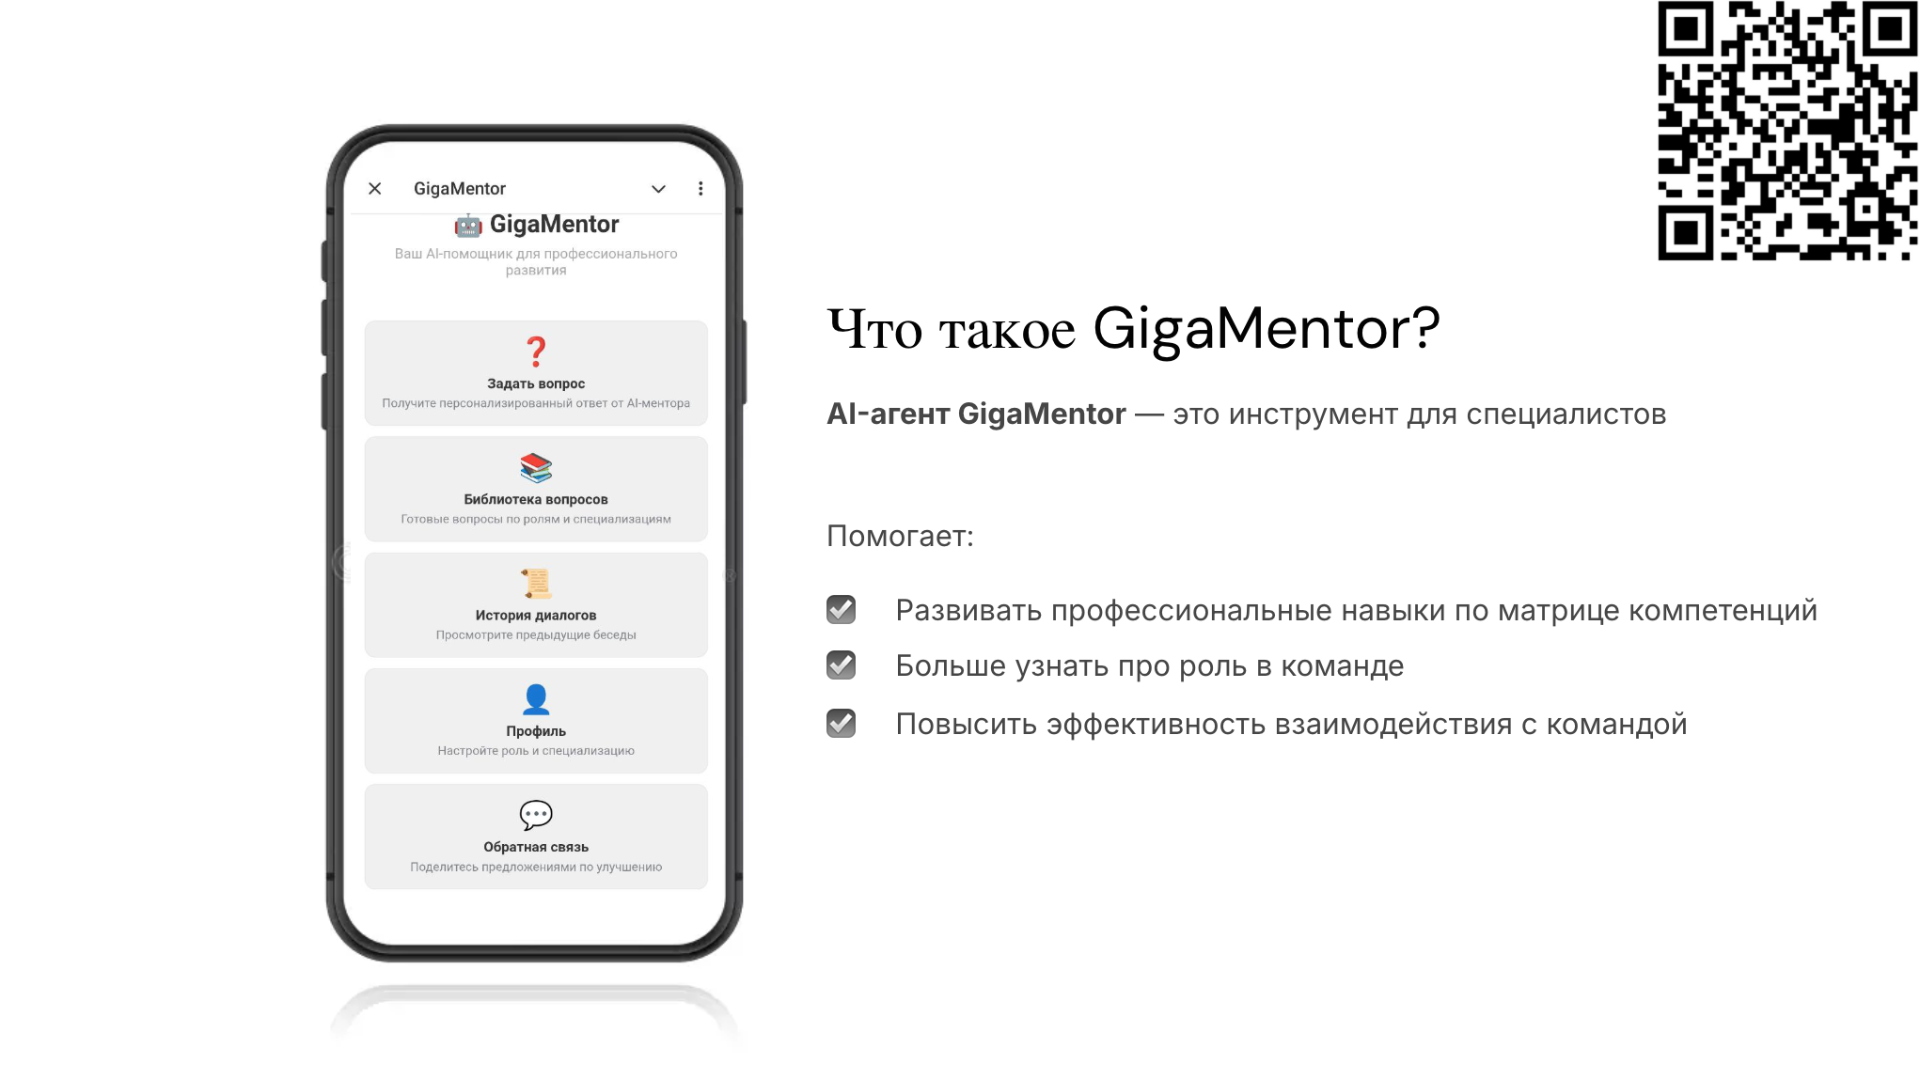 GigaMentor
GigaMentor
Ваш AI-помощник для профессионального
развития
Задать вопрос
Получите персонализированный ответ от AI-ментора
Библиотека вопросов
Готовые вопросы по ролям и специализациям
История диалогов
Просмотрите предыдущие беседы
Профиль
Настройте роль и специализацию
Обратная связь
Поделитесь предложениями по улучшению
Что такое GigaMentor?
AI-агент GigaMentor — это инструмент для специалистов
Помогает:
Развивать профессиональные навыки по матрице компетенций
Больше узнать про роль в команде
Повысить эффективность взаимодействия с командой